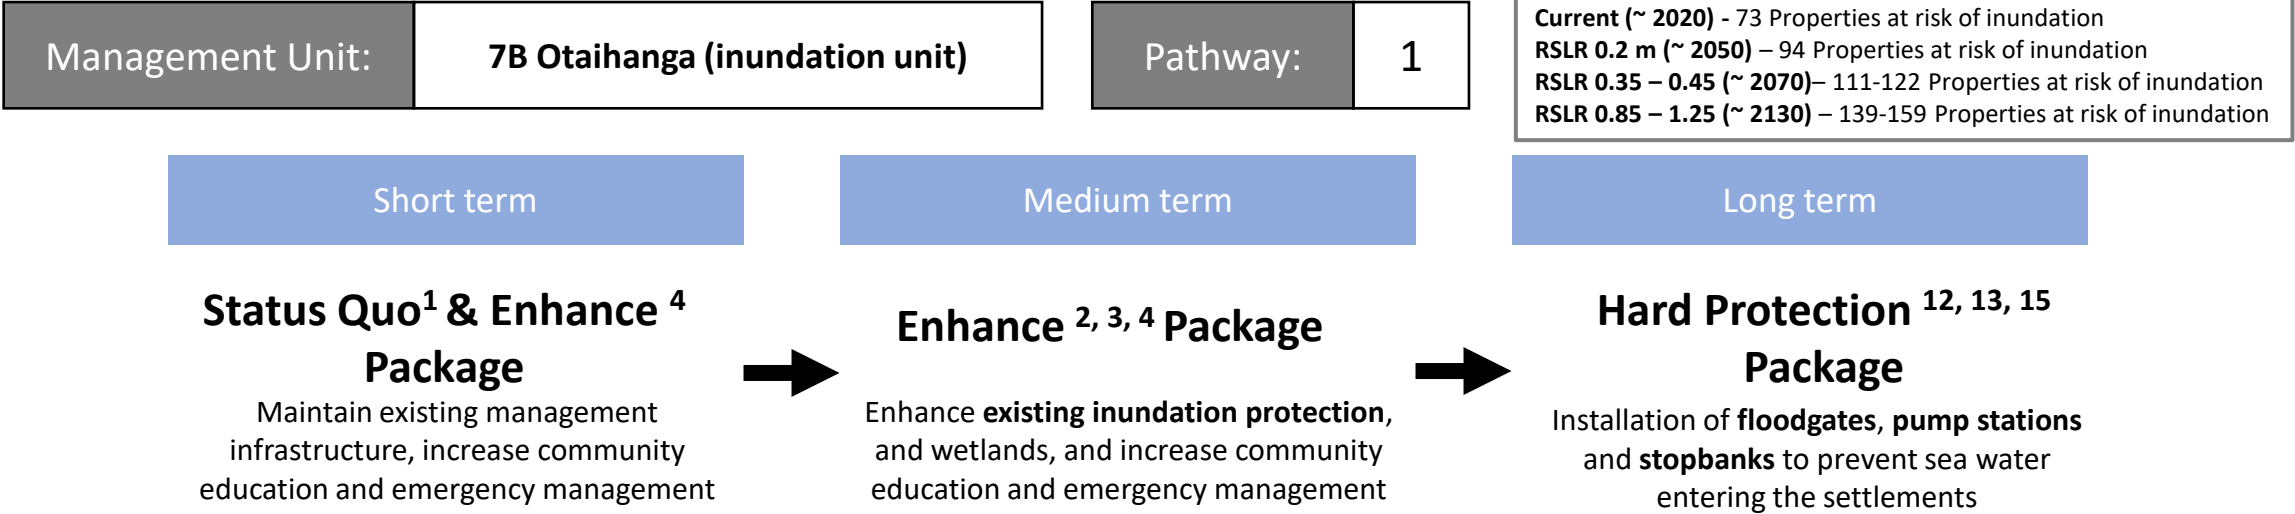 Management Unit:
7B Otaihanga (inundation unit)
Pathway:
1
Current (~ 2020) - 73 Properties at risk of inundation
RSLR 0.2 m (~ 2050) – 94 Properties at risk of inundation
RSLR 0.35 – 0.45 (~ 2070)– 111-122 Properties at risk of inundation
RSLR 0.85 – 1.25 (~ 2130) – 139-159 Properties at risk of inundation
Short term
Status Quo¹ & Enhance ⁴
Package
Maintain existing management
infrastructure, increase community
education and emergency management
Medium term
Enhance ²,³,⁴ Package
Enhance existing inundation protection,
and wetlands, and increase community
education and emergency management
Long term
Hard Protection ¹²,¹³,¹⁵
Package
Installation of floodgates, pump stations
and stopbanks to prevent sea water
entering the settlements